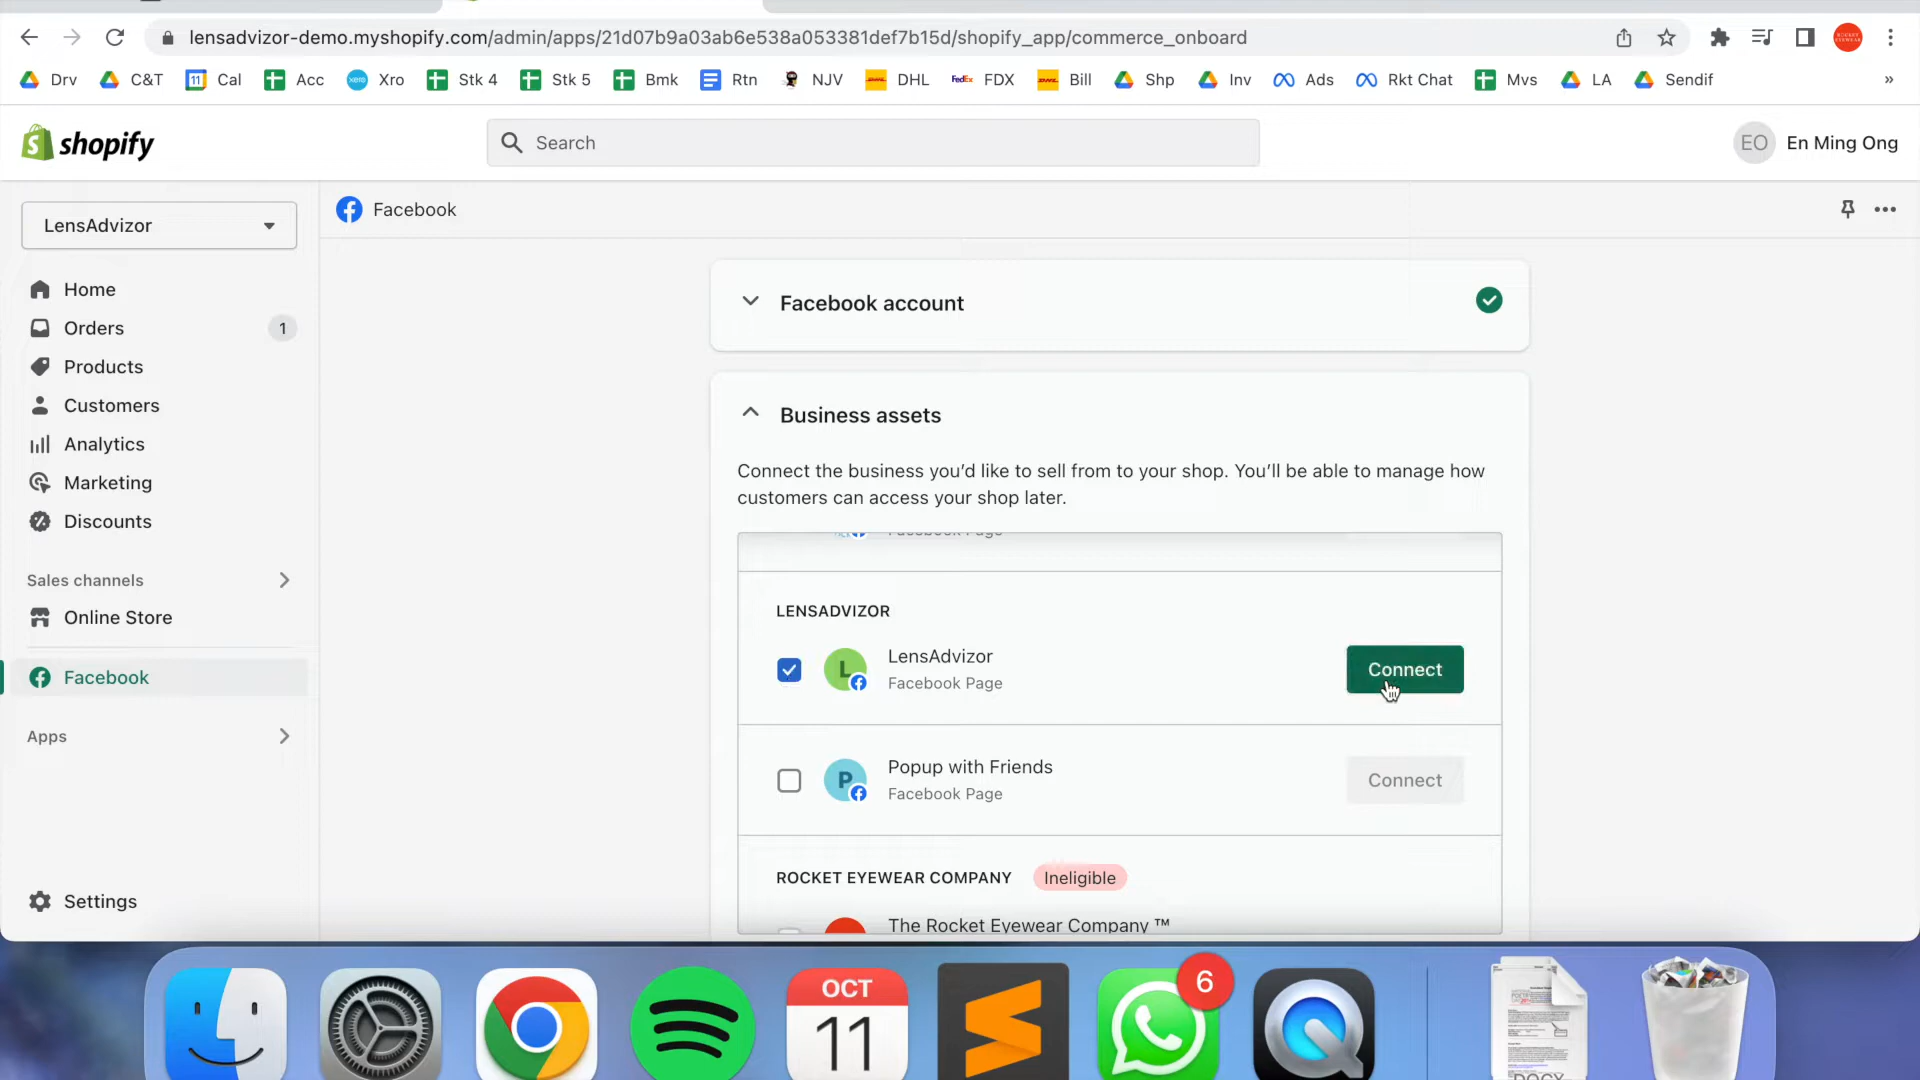 lensadvizor-demo.myshopify.com/admin/apps/21d07b9a03ab6e538a053381def7b15d/shopify_app/commerce_onboard
Drv C&T Cal Acc Xro Stk 4 Stk 5 Bmk Rtn NJV DHL FDX Bill Shp Inv Ads Rkt Chat Mvs LA Sendif »
shopify
Search
EO En Ming Ong
LensAdvizor
Facebook
Home
Orders 1
Products
Customers
Analytics
Marketing
Discounts
Sales channels
Online Store
Facebook
Apps
Settings
Facebook account
Business assets
Connect the business you’d like to sell from to your shop. You’ll be able to manage how
customers can access your shop later.
Facebook Page
LENSADVIZOR
L LensAdvizor
Facebook Page
Connect
P Popup with Friends
Facebook Page
Connect
ROCKET EYEWEAR COMPANY Ineligible
The Rocket Eyewear Company ™
OCT
11
6
DOCX